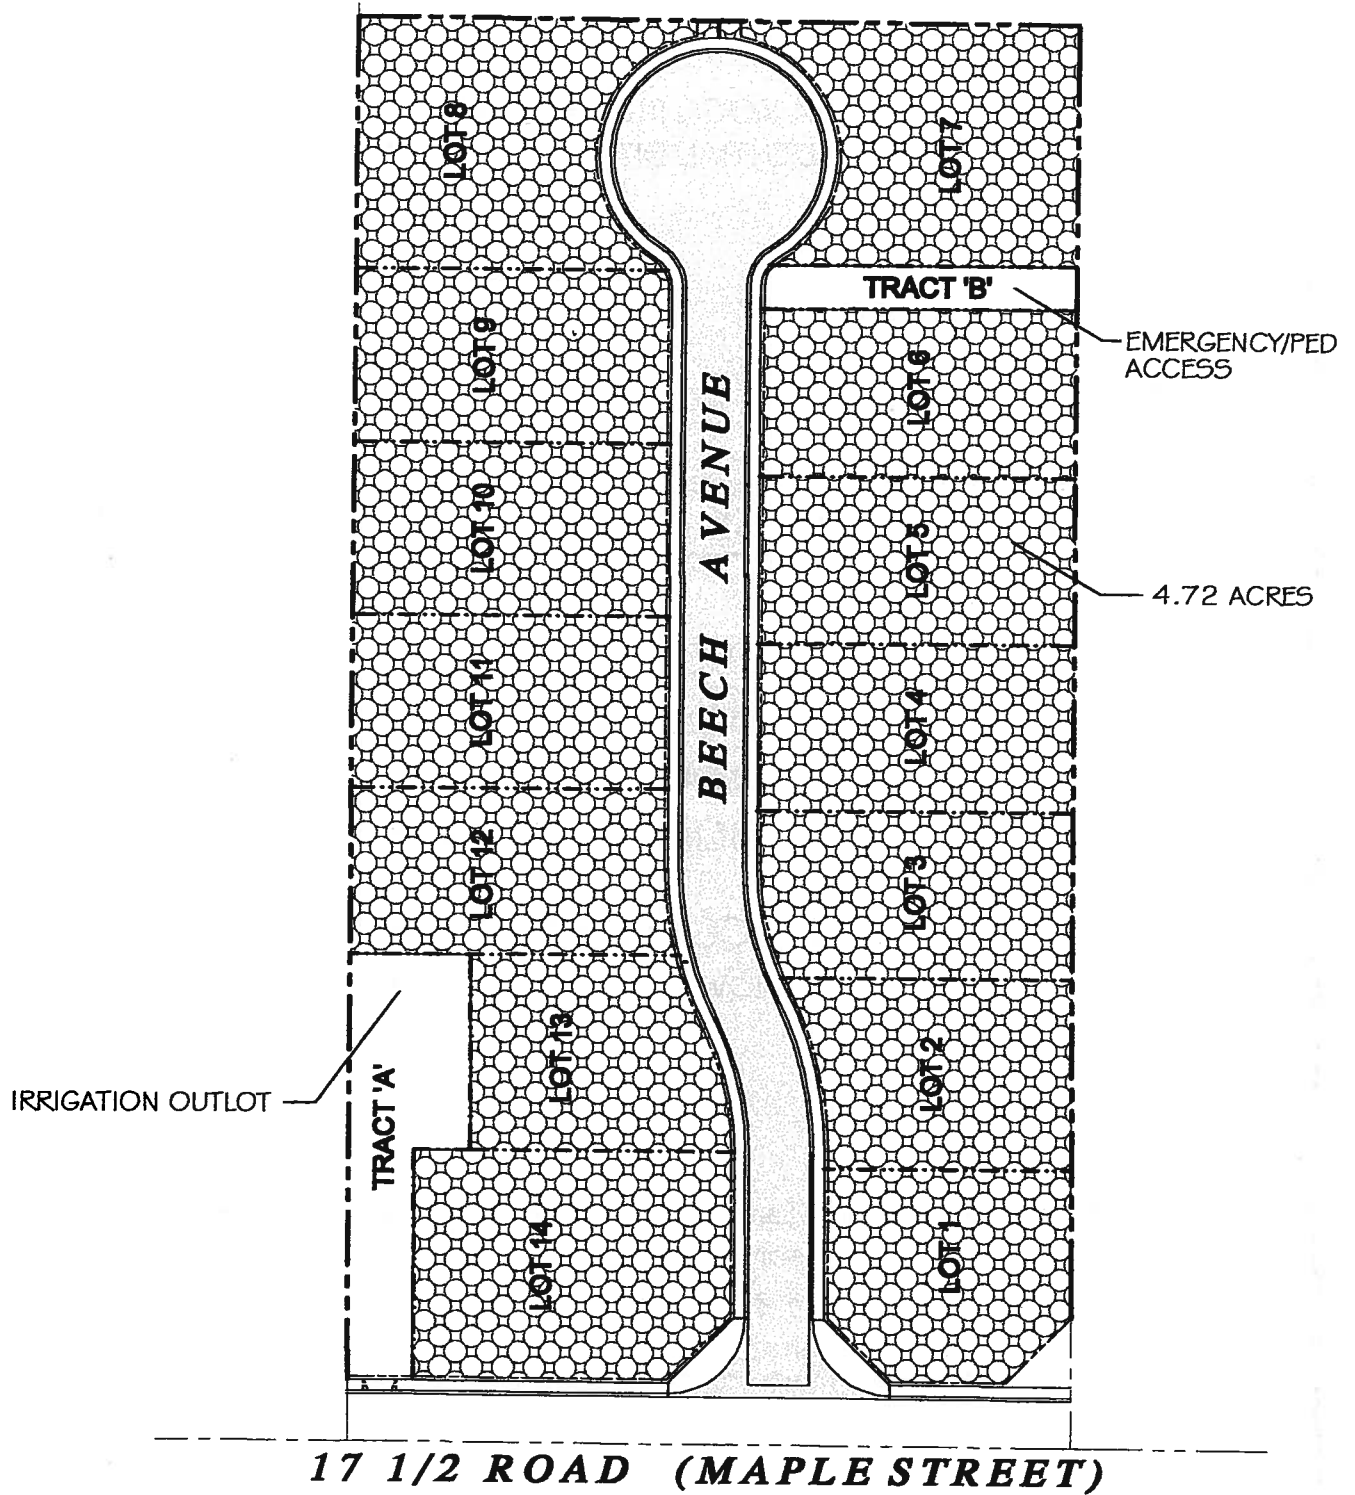 LOT 8
LOT 7
TRACT 'B'
EMERGENCY/PED
ACCESS
LOT 9
LOT 6
BEECH AVENUE
LOT 10
LOT 5
4.72 ACRES
LOT 11
LOT 4
LOT 12
LOT 3
LOT 13
LOT 2
IRRIGATION OUTLOT
TRACT 'A'
LOT 14
LOT 1
17 1/2 ROAD (MAPLE STREET)